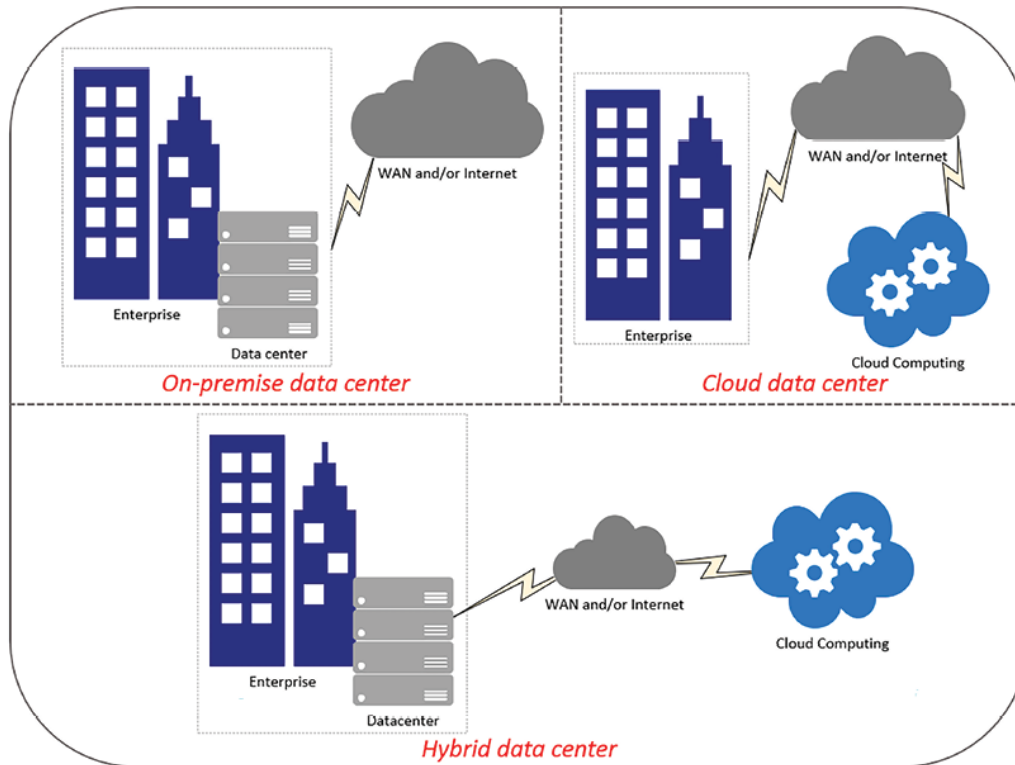 WAN and/or Internet
Enterprise
Data center
On-premise data center
WAN and/or Internet
Enterprise
Cloud Computing
Cloud data center
WAN and/or Internet
Cloud Computing
Enterprise
Datacenter
Hybrid data center